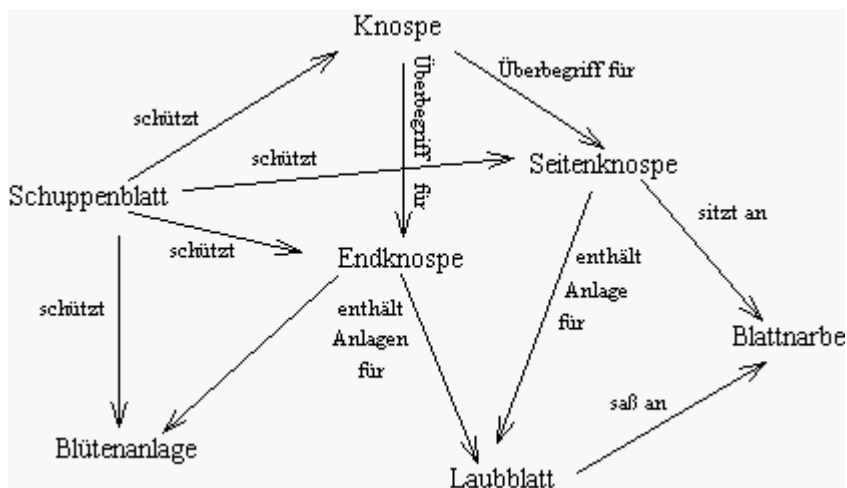 Knospe
Überbegriff für
Überbegriff für
schützt
schützt
Seitenknospe
Schuppenblatt
sitzt an
schützt
Endknospe
enthält
Anlage
für
schützt
enthält
Anlagen
für
Blattnarbe
saß an
Blütenanlage
Laubblatt